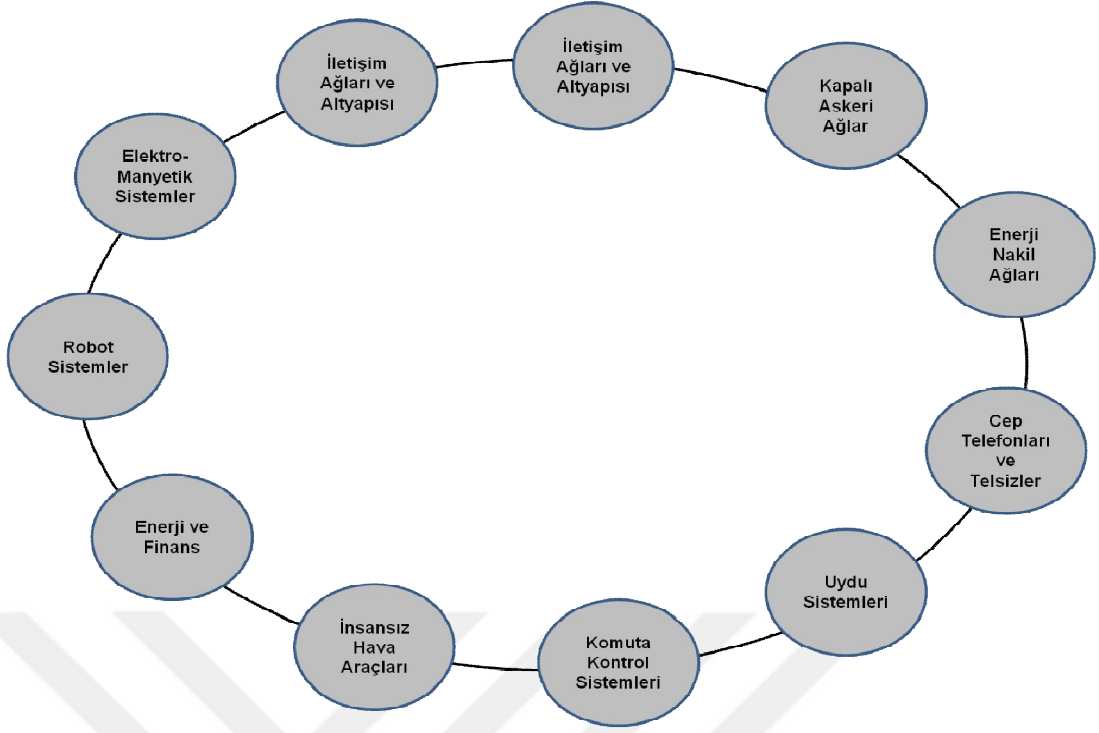 İletişim
Ağları ve
Altyapısı
İletişim
Ağları ve
Altyapısı
Kapalı
Askeri
Ağlar
Enerji
Nakil
Ağları
Cep
Telefonları
ve
Telsizler
Uydu
Sistemleri
Komuta
Kontrol
Sistemleri
İnsansız
Hava
Araçları
Enerji ve
Finans
Robot
Sistemler
Elektro-
Manyetik
Sistemler